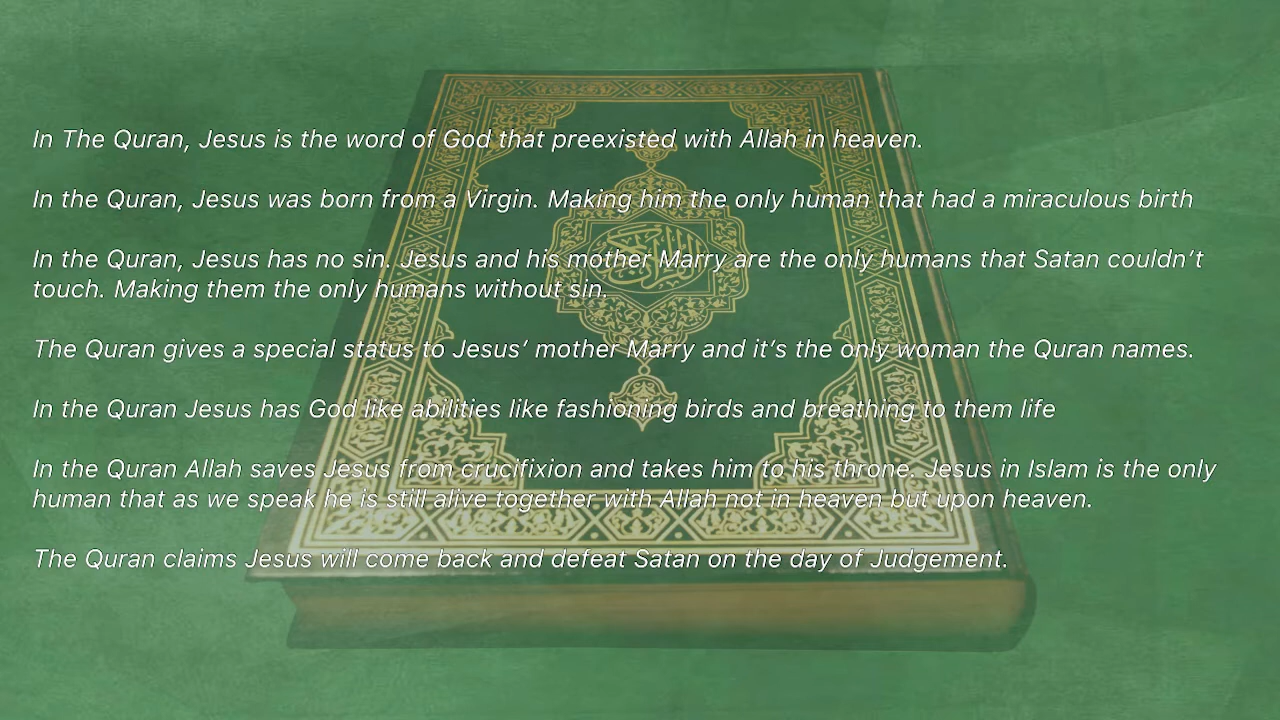 In The Quran, Jesus is the word of God that preexisted with Allah in heaven.
In the Quran, Jesus was born from a Virgin. Making him the only human that had a miraculous birth
In the Quran, Jesus has no sin. Jesus and his mother Marry are the only humans that Satan couldn't
touch. Making them the only humans without sin.
The Quran gives a special status to Jesus' mother Marry and it's the only woman the Quran names.
In the Quran Jesus has God like abilities like fashioning birds and breathing to them life
In the Quran Allah saves Jesus from crucifixion and takes him to his throne. Jesus in Islam is the only
human that as we speak he is still alive together with Allah not in heaven but upon heaven.
The Quran claims Jesus will come back and defeat Satan on the day of Judgement.